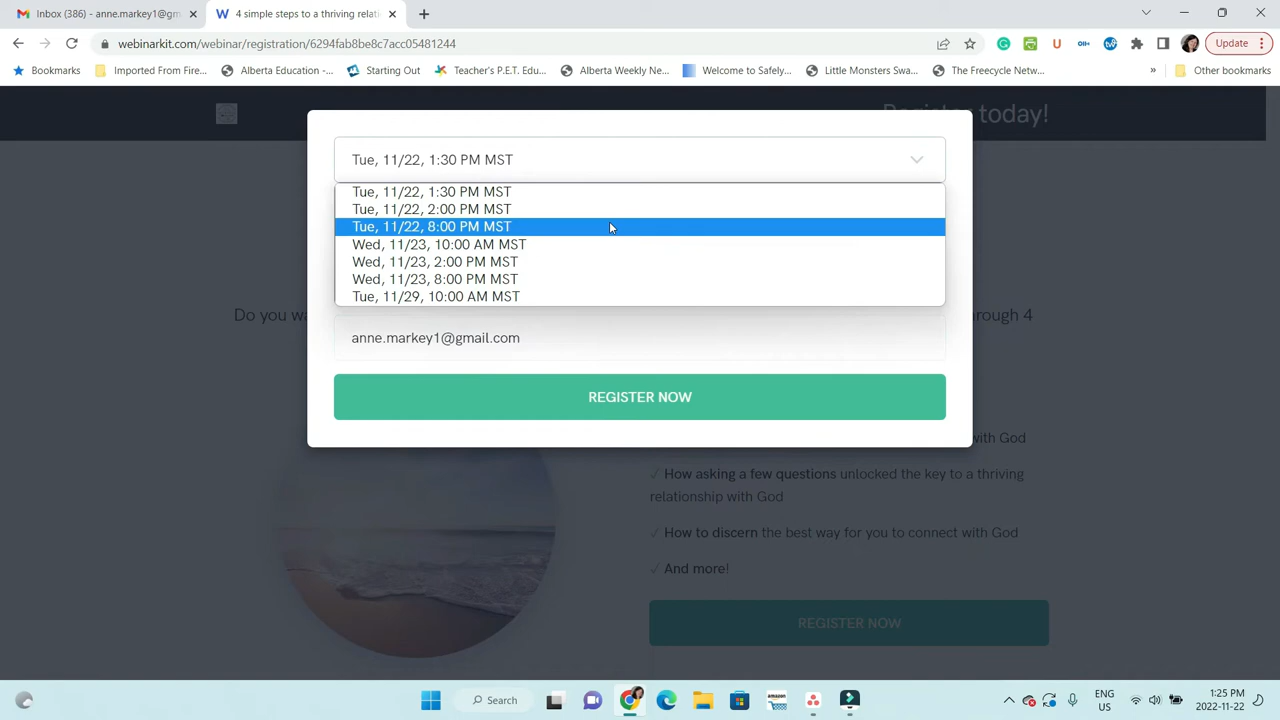 Inbox (386) - anne.markey1@gm
4 simple steps to a thriving relati
webinarkit.com/webinar/registration/6294fab8be8c7acc05481244
Update
Bookmarks
Imported From Fire...
Alberta Education -...
Starting Out
Teacher's P.E.T. Edu...
Alberta Weekly Ne...
Welcome to Safely...
Little Monsters Swa...
The Freecycle Netw...
»
Other bookmarks
Register today!
Tue, 11/22, 1:30 PM MST
Tue, 11/22, 1:30 PM MST
Tue, 11/22, 2:00 PM MST
Tue, 11/22, 8:00 PM MST
Wed, 11/23, 10:00 AM MST
Wed, 11/23, 2:00 PM MST
Wed, 11/23, 8:00 PM MST
Tue, 11/29, 10:00 AM MST
Do you wa
rough 4
anne.markey1@gmail.com
REGISTER NOW
with God
✓ How asking a few questions unlocked the key to a thriving
relationship with God
✓ How to discern the best way for you to connect with God
✓ And more!
REGISTER NOW
Search
amazon
ENG
US
1:25 PM
2022-11-22